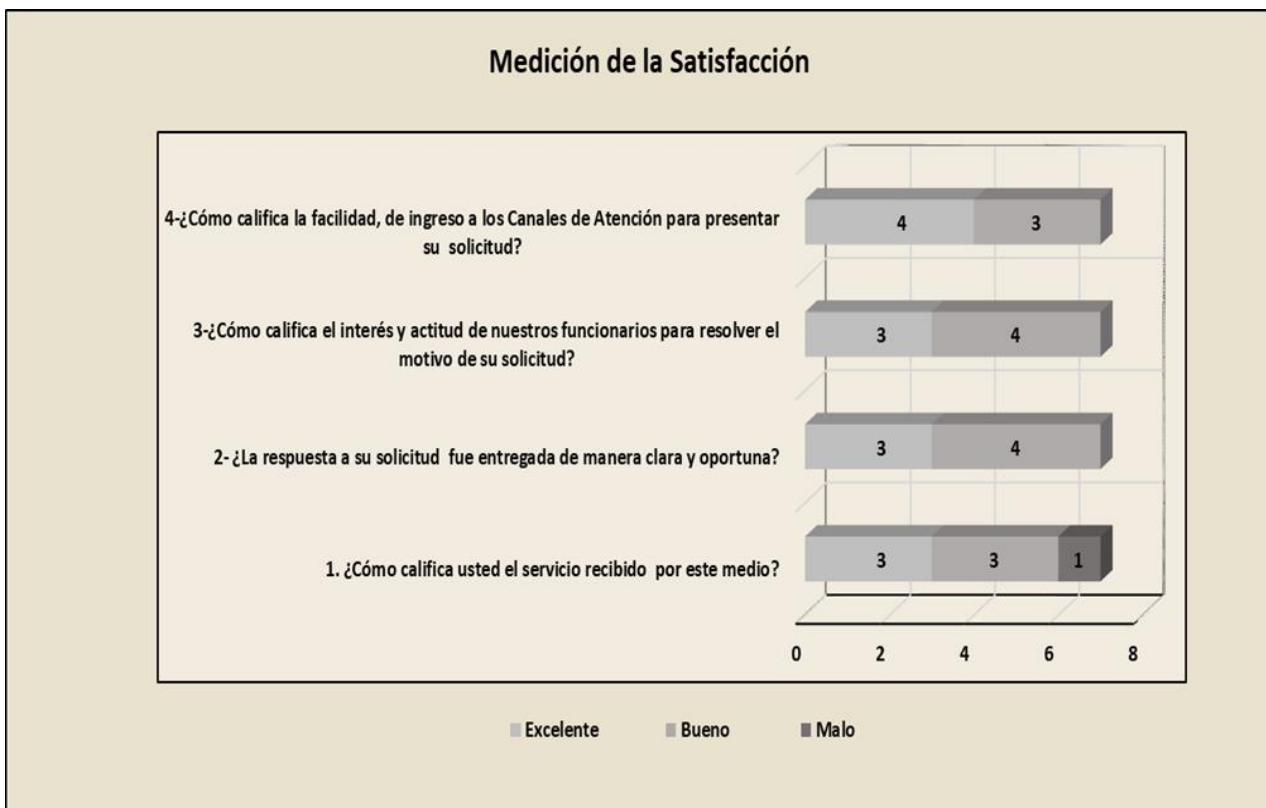 Medición de la Satisfacción
4-¿Cómo califica la facilidad, de ingreso a los Canales de Atención para presentar
su solicitud?
4 3
3-¿Cómo califica el interés y actitud de nuestros funcionarios para resolver el
motivo de su solicitud?
3 4
2- ¿La respuesta a su solicitud fue entregada de manera clara y oportuna?
3 4
1. ¿Cómo califica usted el servicio recibido por este medio?
3 3 1
0 2 4 6 8
Excelente Bueno Malo